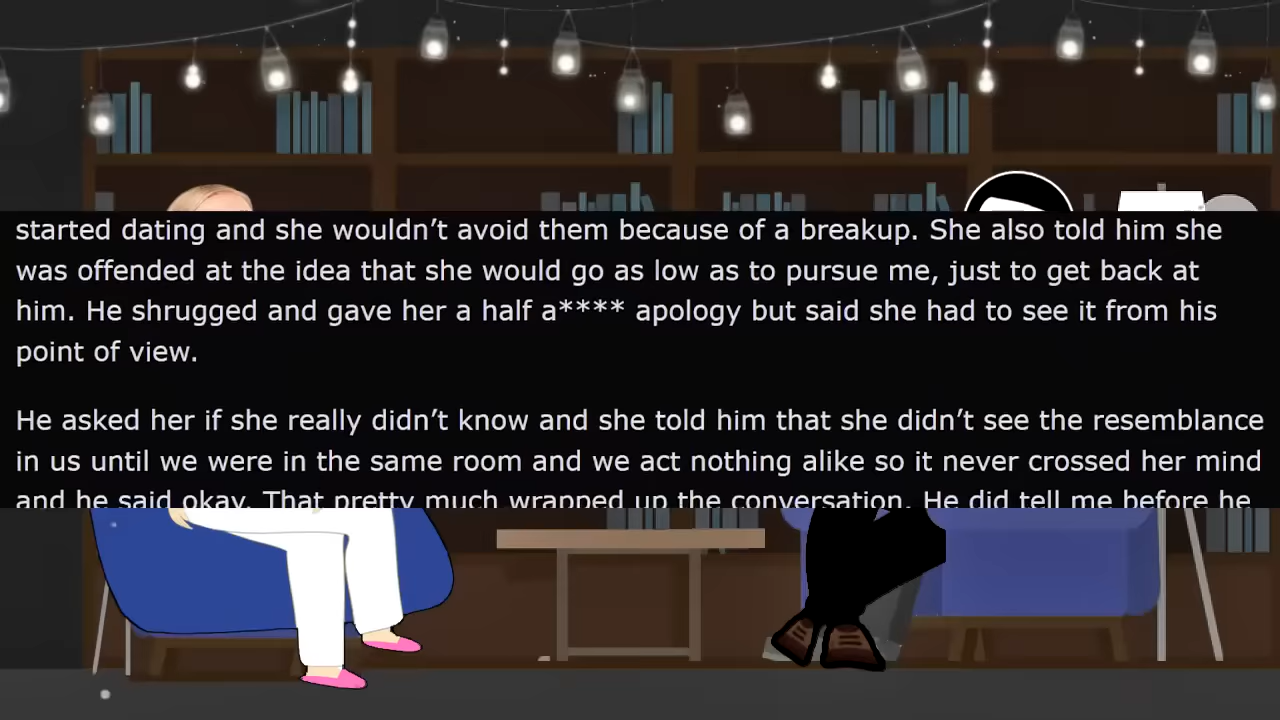 started dating and she wouldn’t avoid them because of a breakup. She also told him she
was offended at the idea that she would go as low as to pursue me, just to get back at
him. He shrugged and gave her a half a**** apology but said she had to see it from his
point of view.
He asked her if she really didn’t know and she told him that she didn’t see the resemblance
in us until we were in the same room and we act nothing alike so it never crossed her mind
and he said okay. That pretty much wrapped up the conversation. He did tell me before he